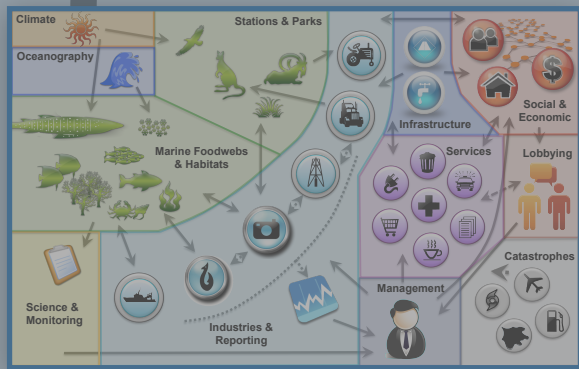 Climate
Stations & Parks
Oceanography
Social &
Economic
Infrastructure
Marine Foodwebs
& Habitats
Services
Lobbying
Catastrophes
Management
Science &
Monitoring
Industries &
Reporting
$